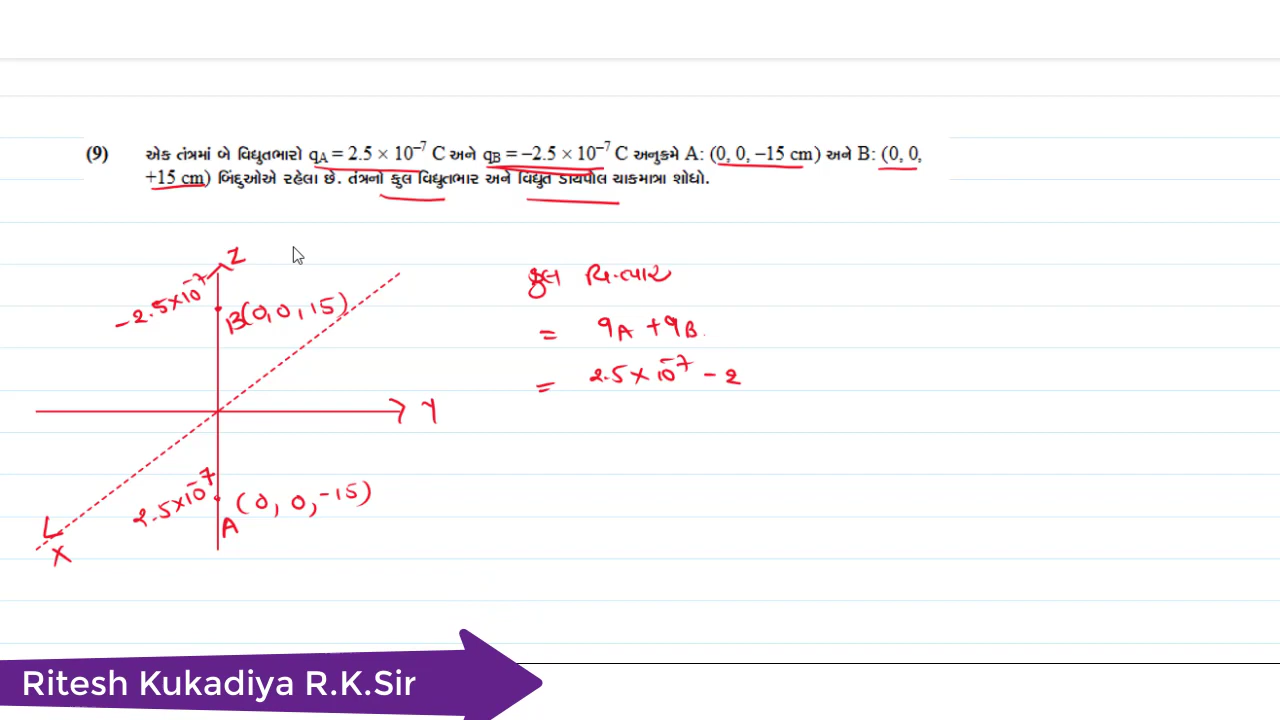 (9) એક તંત્રમાં બે વિદ્યુતભારો qA = 2.5 × 10⁻⁷ C અને qB = −2.5 × 10⁻⁷ C અનુક્રમે A: (0, 0, −15 cm) અને B: (0, 0,
+15 cm) બિંદુઓએ રહેલા છે. તંત્રનો કુલ વિદ્યુતભાર અને વિદ્યુત ડાયપોલ ચાકમાત્રા શોધો.
Z
−2.5×10⁻⁷
B(0, 0, 15)
Y
2.5×10⁻⁷
A (0, 0, −15)
X
કુલ
= qA + qB
= 2.5 × 10⁻⁷ − 2
Ritesh Kukadiya R.K.Sir